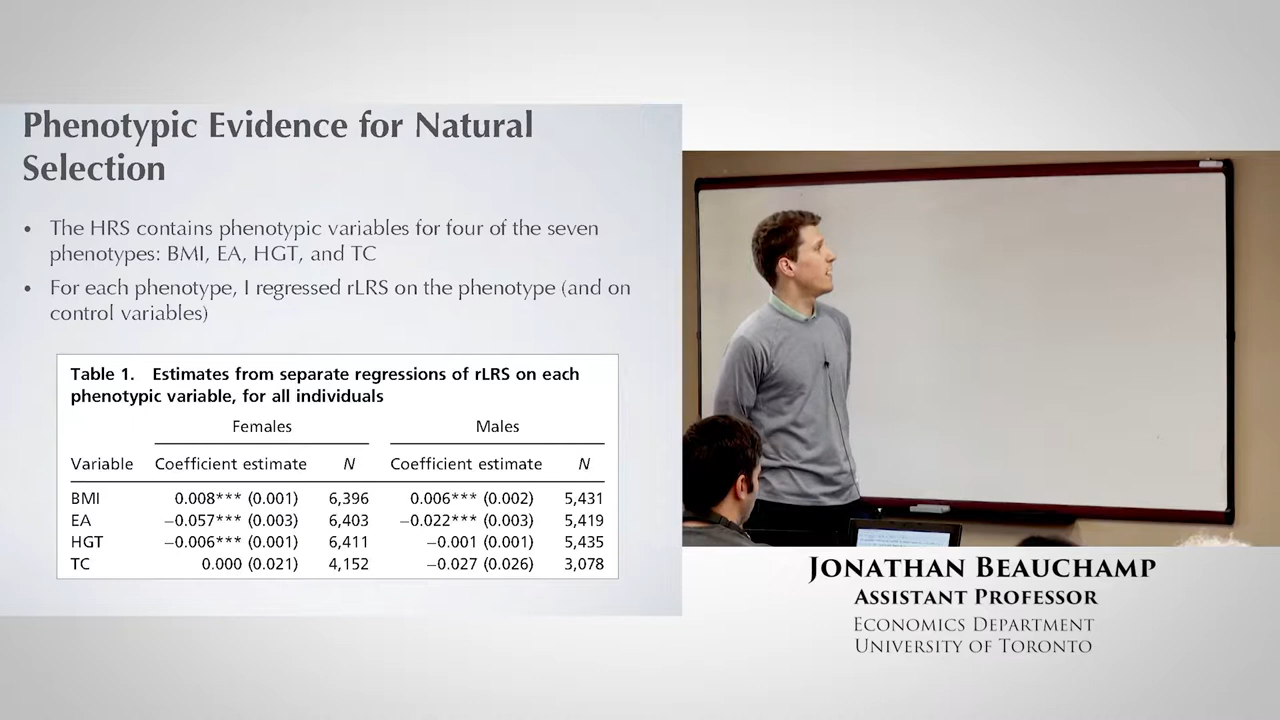 Phenotypic Evidence for Natural
Selection
• The HRS contains phenotypic variables for four of the seven
phenotypes: BMI, EA, HGT, and TC
• For each phenotype, I regressed rLRS on the phenotype (and on
control variables)
Table 1. Estimates from separate regressions of rLRS on each
phenotypic variable, for all individuals
Females Males
Variable Coefficient estimate N Coefficient estimate N
BMI 0.008*** (0.001) 6,396 0.006*** (0.002) 5,431
EA −0.057*** (0.003) 6,403 −0.022*** (0.003) 5,419
HGT −0.006*** (0.001) 6,411 −0.001 (0.001) 5,435
TC 0.000 (0.021) 4,152 −0.027 (0.026) 3,078
JONATHAN BEAUCHAMP
ASSISTANT PROFESSOR
ECONOMICS DEPARTMENT
UNIVERSITY OF TORONTO